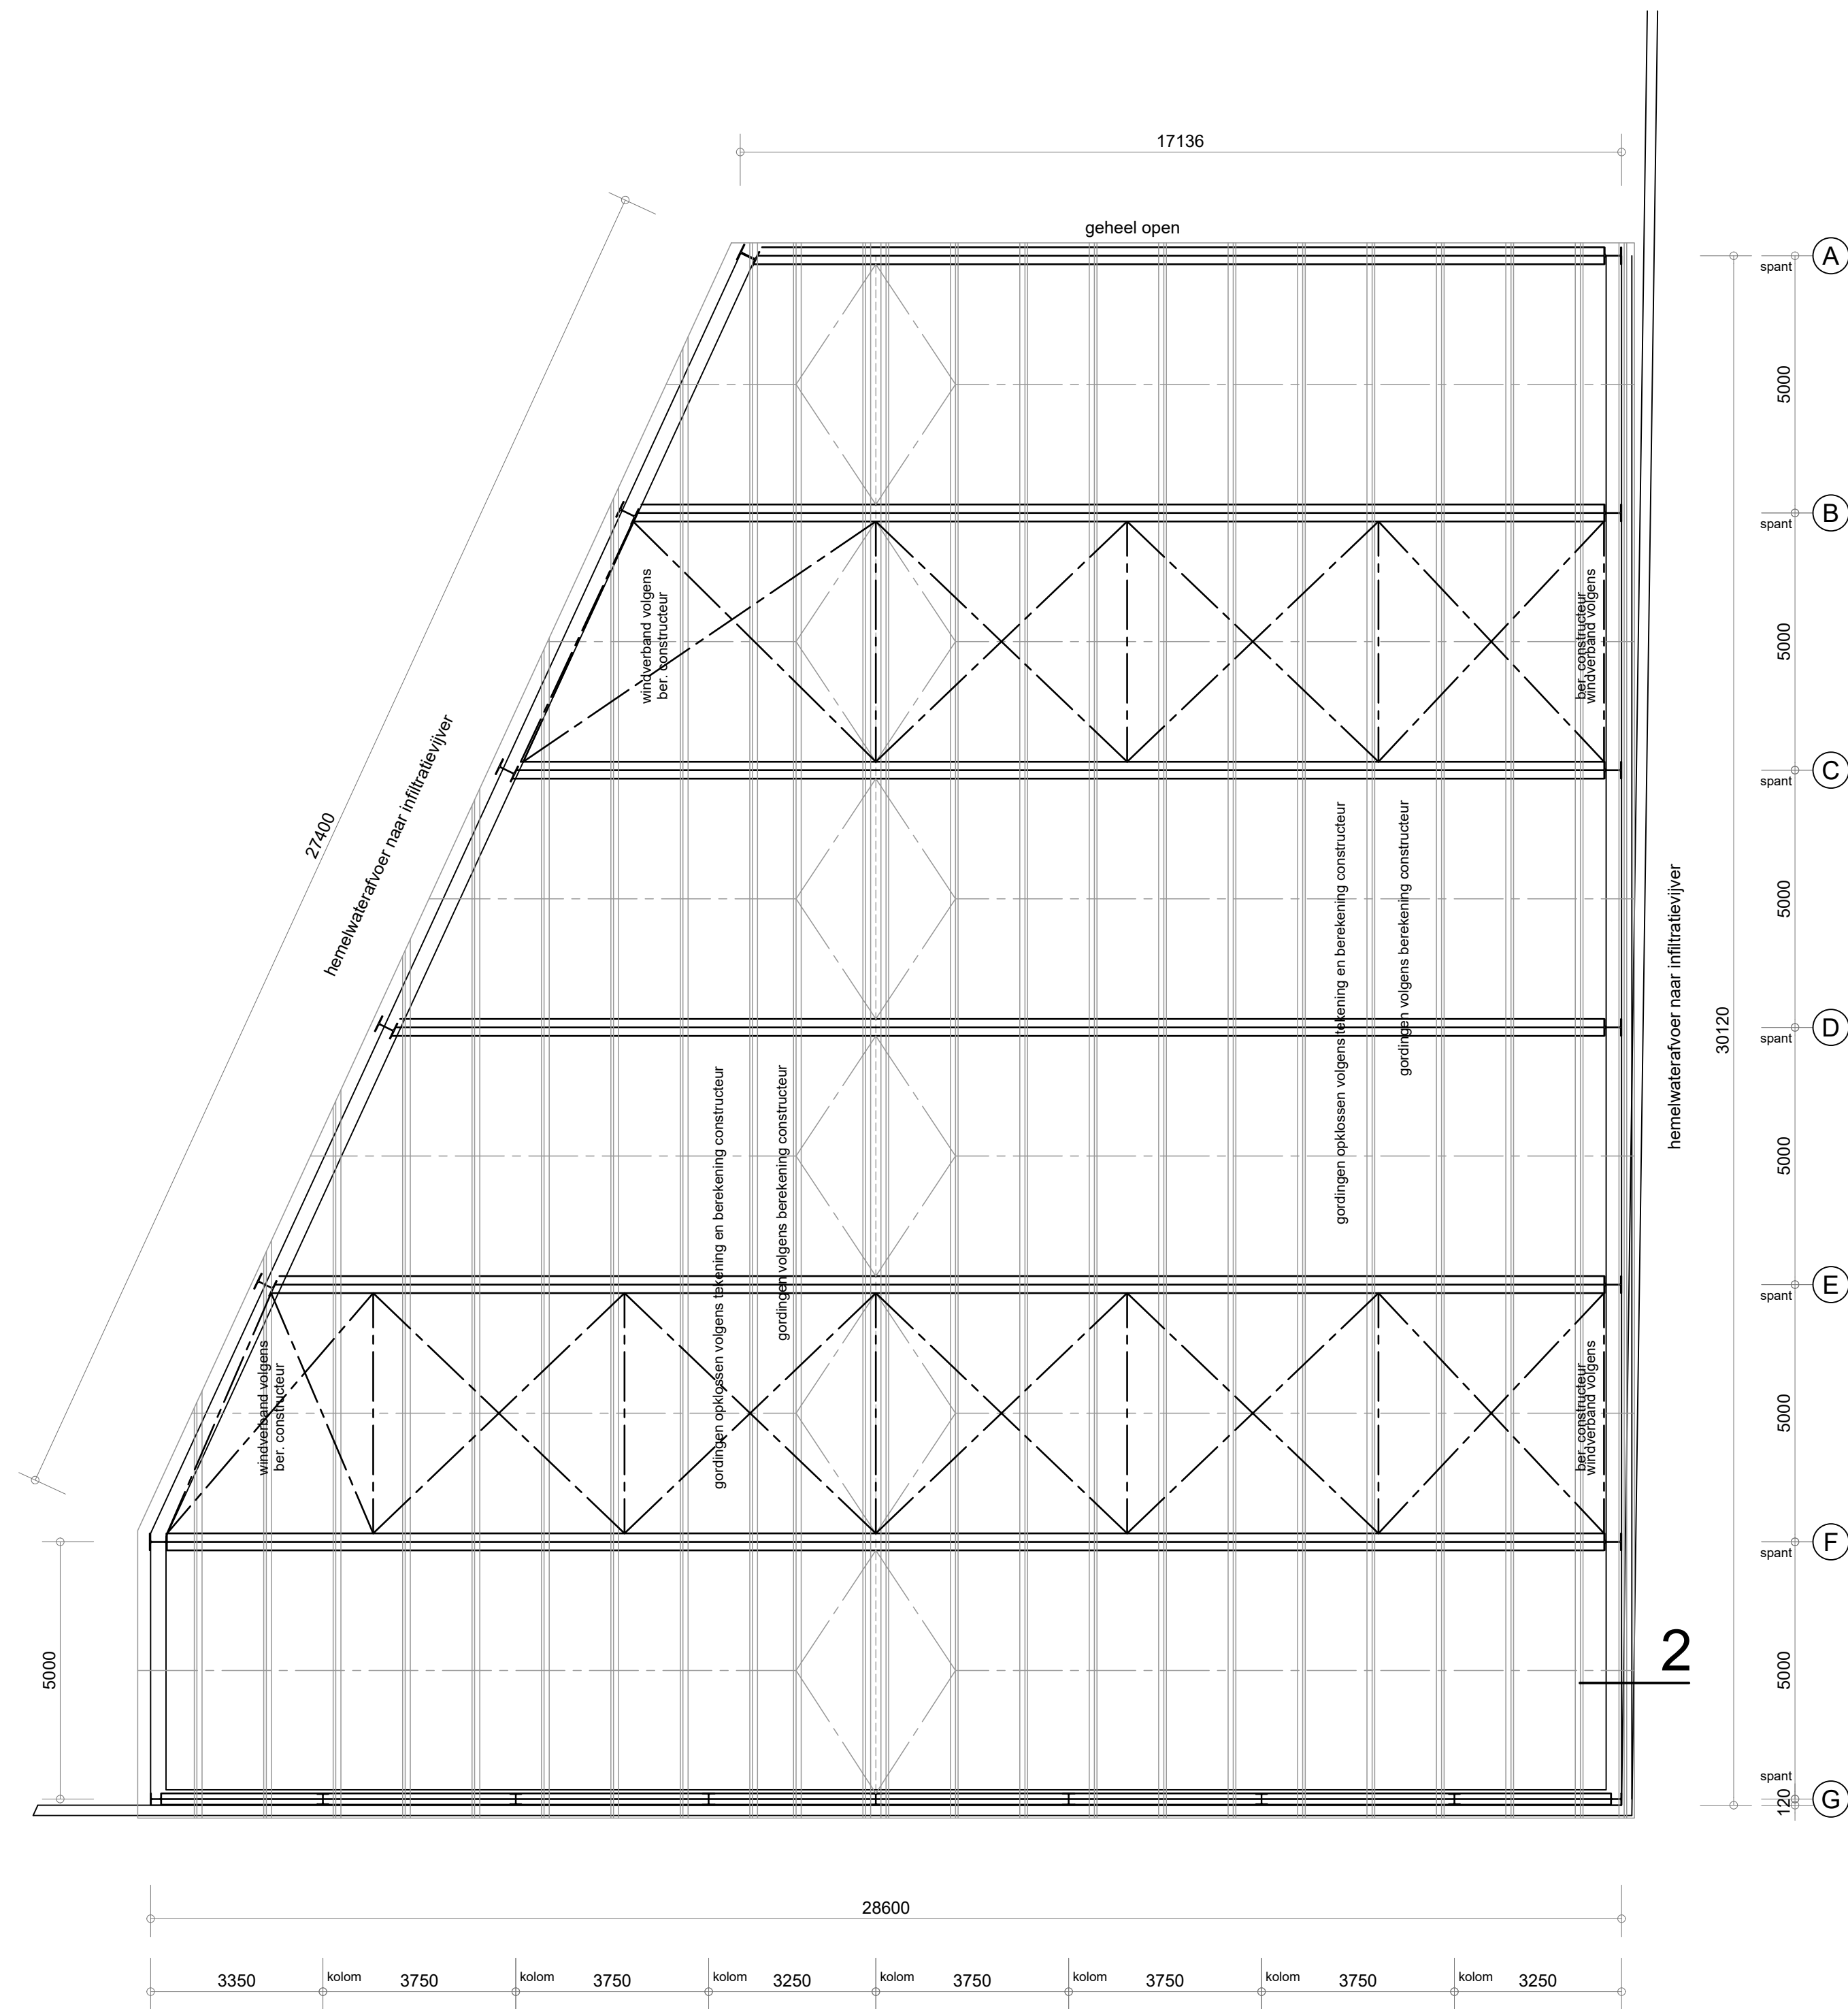 17136
geheel open
A
spant
5000
B
spant
windverband volgens
ber. constructeur
ber. constructeur
windverband volgens
5000
C
spant
27400
hemelwaterafvoer naar infiltratievijver
gordingen opklossen volgens tekening en berekening constructeur
gordingen volgens berekening constructeur
hemelwaterafvoer naar infiltratievijver
5000
30120
D
spant
gordingen opklossen volgens tekening en berekening constructeur
gordingen volgens berekening constructeur
5000
E
spant
windverband volgens
ber. constructeur
ber. constructeur
windverband volgens
5000
F
spant
5000
2
5000
spant
120
G
28600
3350
kolom
3750
kolom
3750
kolom
3250
kolom
3750
kolom
3750
kolom
3750
kolom
3250